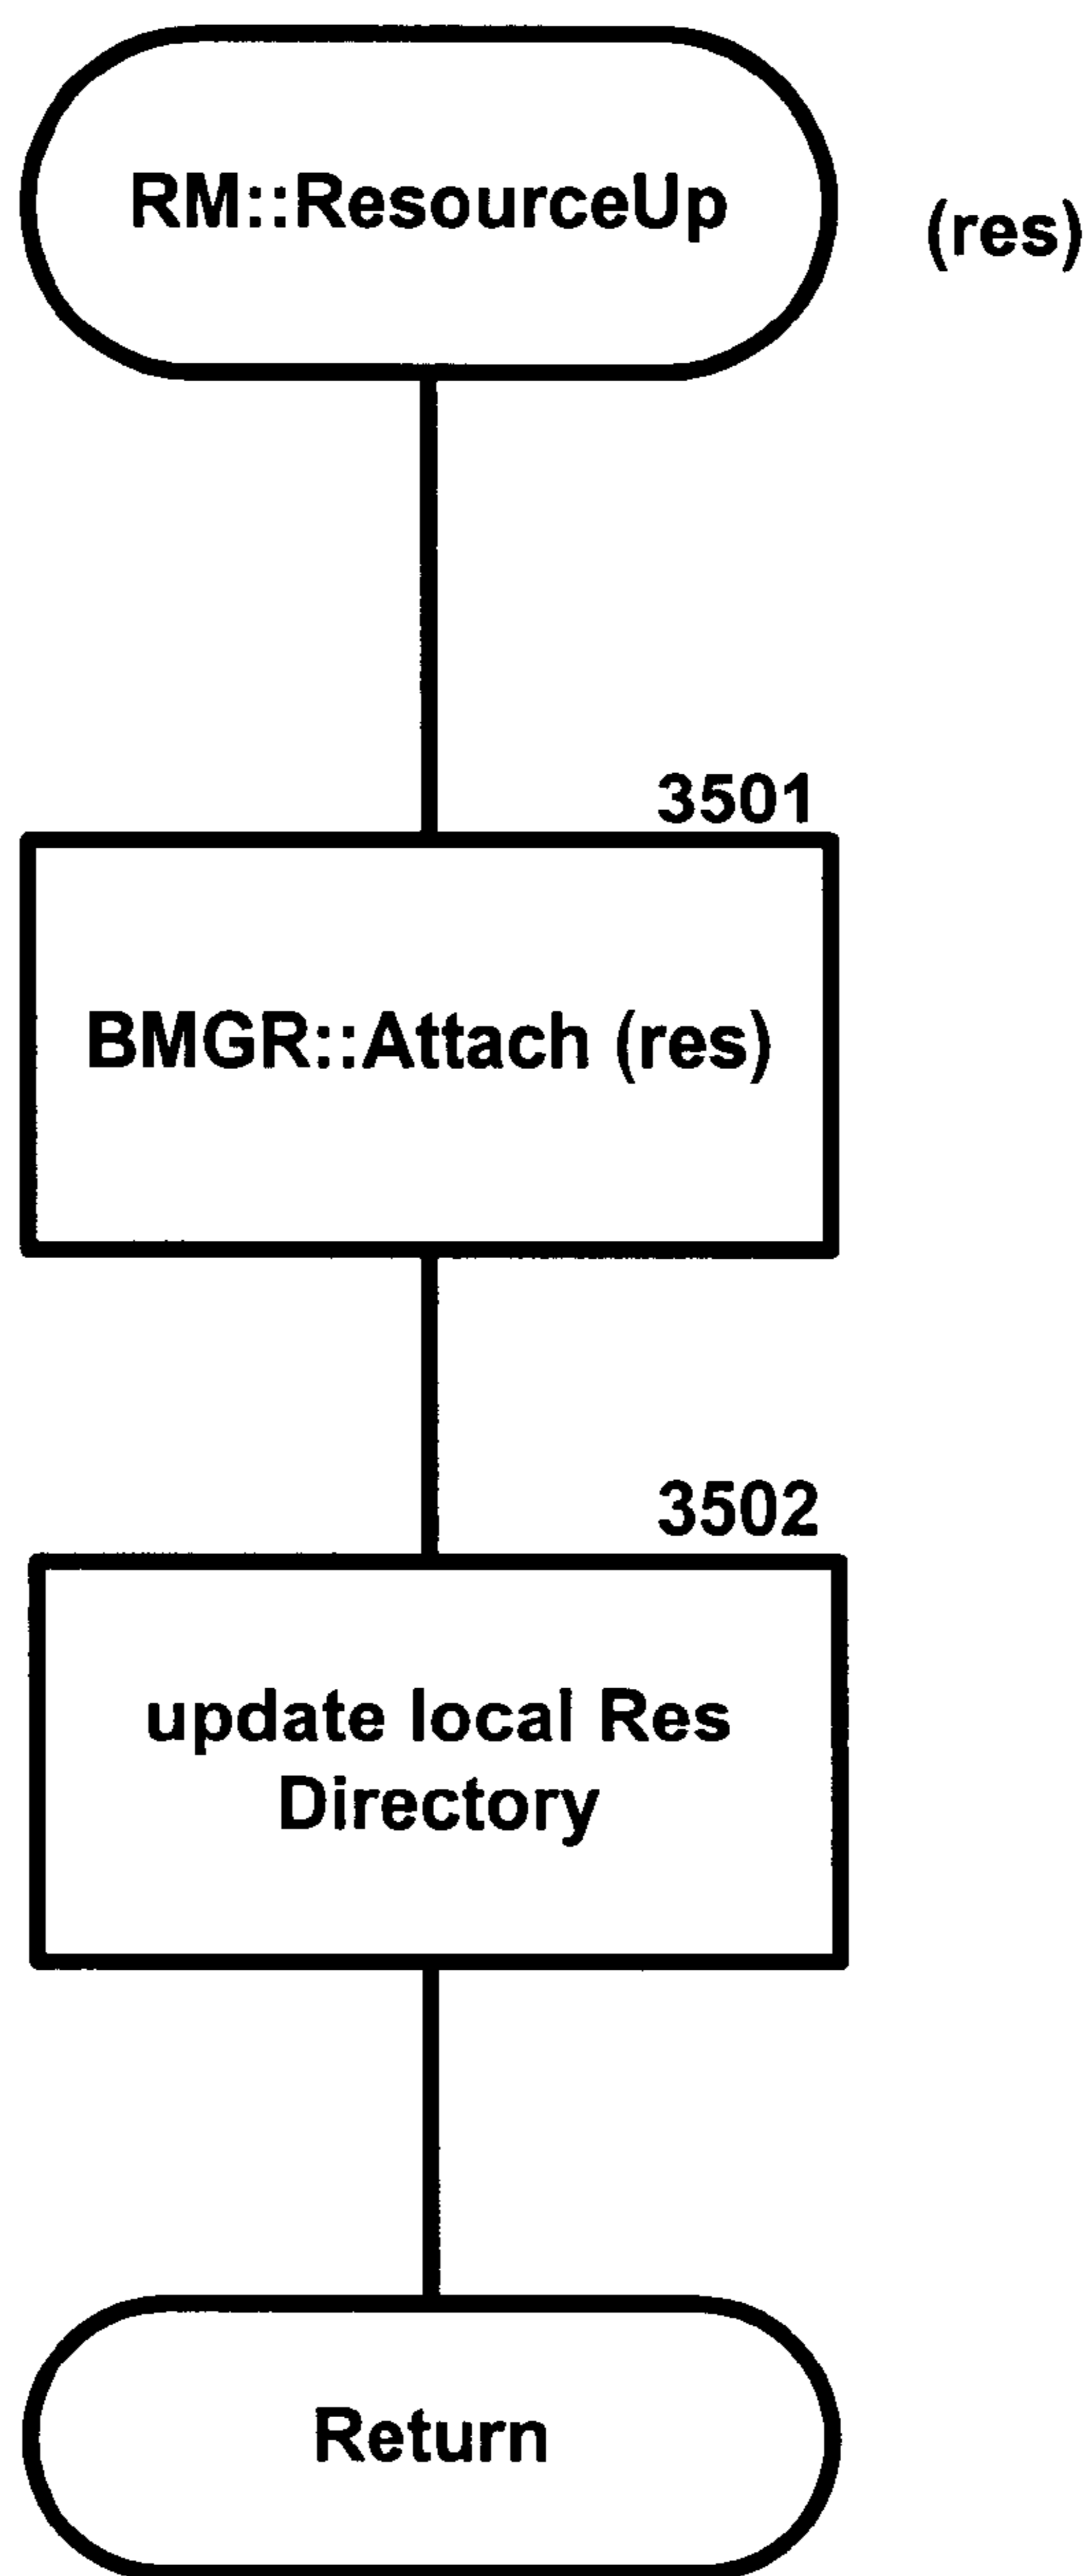 RM::ResourceUp
(res)
3501
BMGR::Attach (res)
3502
update local Res
Directory
Return